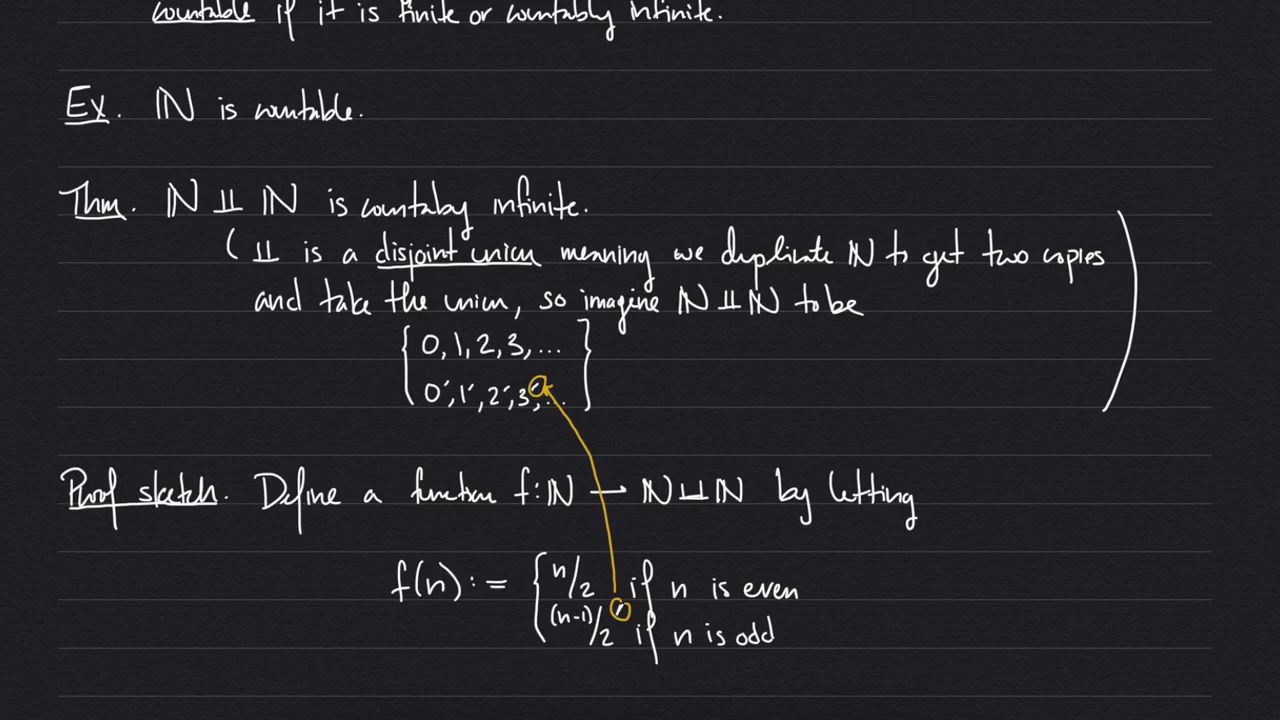 countable if it is finite or countably infinite.
Ex. ℕ is countable.
Thm. ℕ ⨿ ℕ is countaby infinite.
( ⨿ is a disjoint union meaning we duplicate ℕ to get two copies
and take the union, so imagine ℕ ⨿ ℕ to be
{ 0, 1, 2, 3, ... }
0′, 1′, 2′, 3′, ... )
Proof sketch. Define a function f: ℕ → ℕ ⨿ ℕ by letting
f(n) := { n/2 if n is even
(n-1)/2′ if n is odd